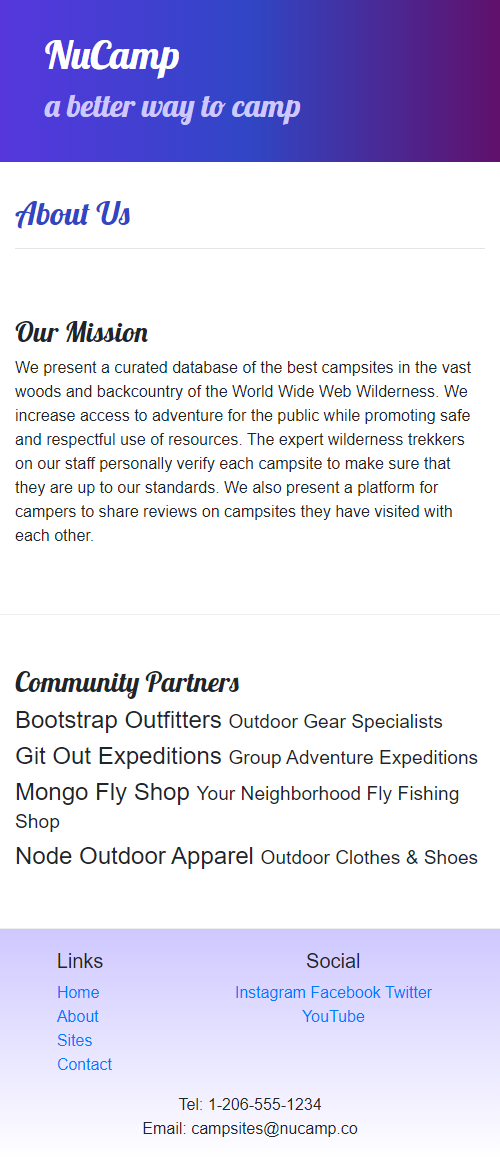 NuCamp
a better way to camp
About Us
Our Mission
We present a curated database of the best campsites in the vast
woods and backcountry of the World Wide Web Wilderness. We
increase access to adventure for the public while promoting safe
and respectful use of resources. The expert wilderness trekkers
on our staff personally verify each campsite to make sure that
they are up to our standards. We also present a platform for
campers to share reviews on campsites they have visited with
each other.
Community Partners
Bootstrap Outfitters Outdoor Gear Specialists
Git Out Expeditions Group Adventure Expeditions
Mongo Fly Shop Your Neighborhood Fly Fishing
Shop
Node Outdoor Apparel Outdoor Clothes & Shoes
Links
Home
About
Sites
Contact
Social
Instagram Facebook Twitter
YouTube
Tel: 1-206-555-1234
Email: campsites@nucamp.co